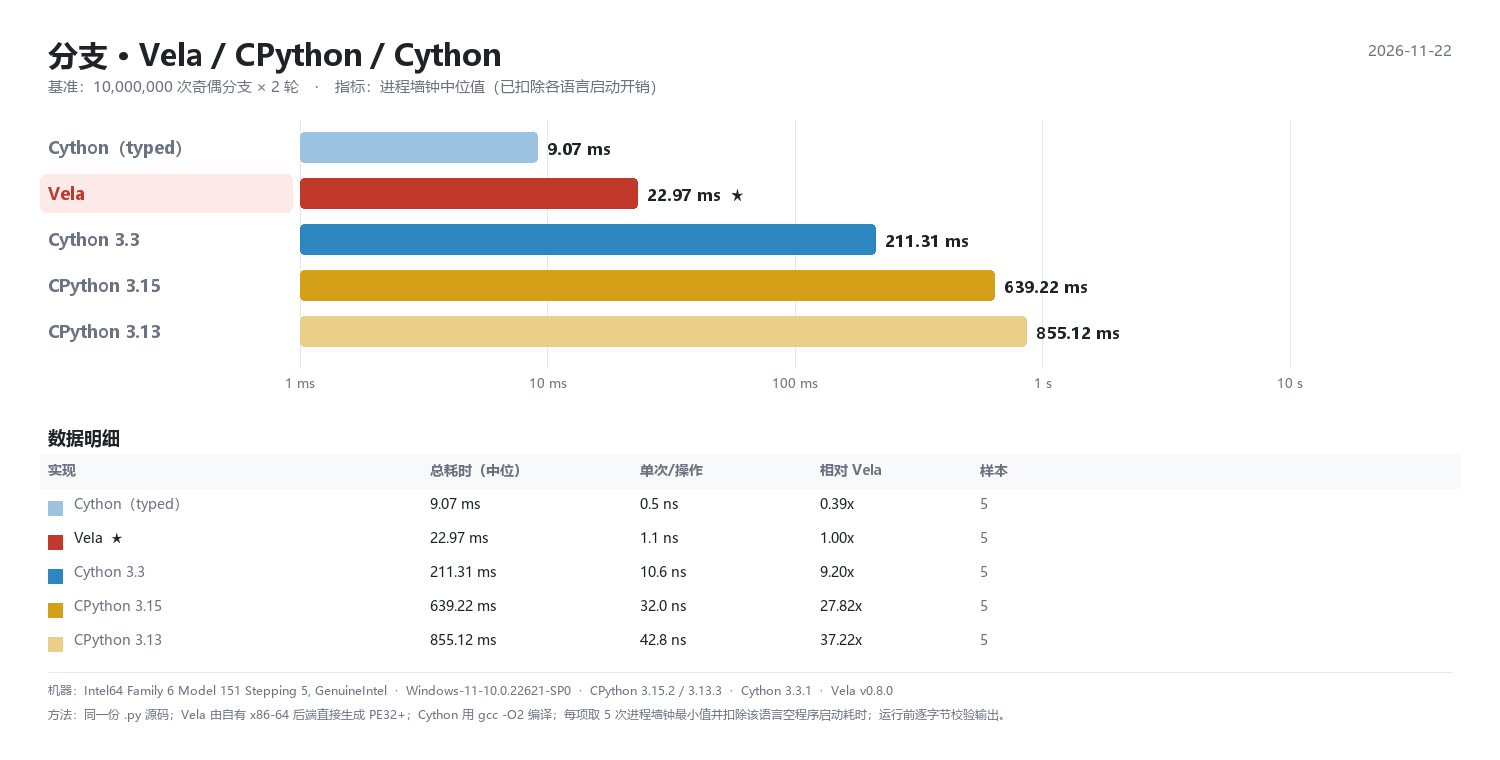 分支 • Vela / CPython / Cython
2026-11-22
基准：10,000,000 次奇偶分支 × 2 轮 · 指标：进程墙钟中位值（已扣除各语言启动开销）
Cython（typed） 9.07 ms
Vela 22.97 ms ★
Cython 3.3 211.31 ms
CPython 3.15 639.22 ms
CPython 3.13 855.12 ms
1 ms 10 ms 100 ms 1 s 10 s
数据明细
实现 总耗时（中位） 单次/操作 相对 Vela 样本
Cython（typed） 9.07 ms 0.5 ns 0.39x 5
Vela ★ 22.97 ms 1.1 ns 1.00x 5
Cython 3.3 211.31 ms 10.6 ns 9.20x 5
CPython 3.15 639.22 ms 32.0 ns 27.82x 5
CPython 3.13 855.12 ms 42.8 ns 37.22x 5
机器：Intel64 Family 6 Model 151 Stepping 5, GenuineIntel · Windows-11-10.0.22621-SP0 · CPython 3.15.2 / 3.13.3 · Cython 3.3.1 · Vela v0.8.0
方法：同一份 .py 源码；Vela 由自有 x86-64 后端直接生成 PE32+；Cython 用 gcc -O2 编译；每项取 5 次进程墙钟最小值并扣除该语言空程序启动耗时；运行前逐字节校验输出。